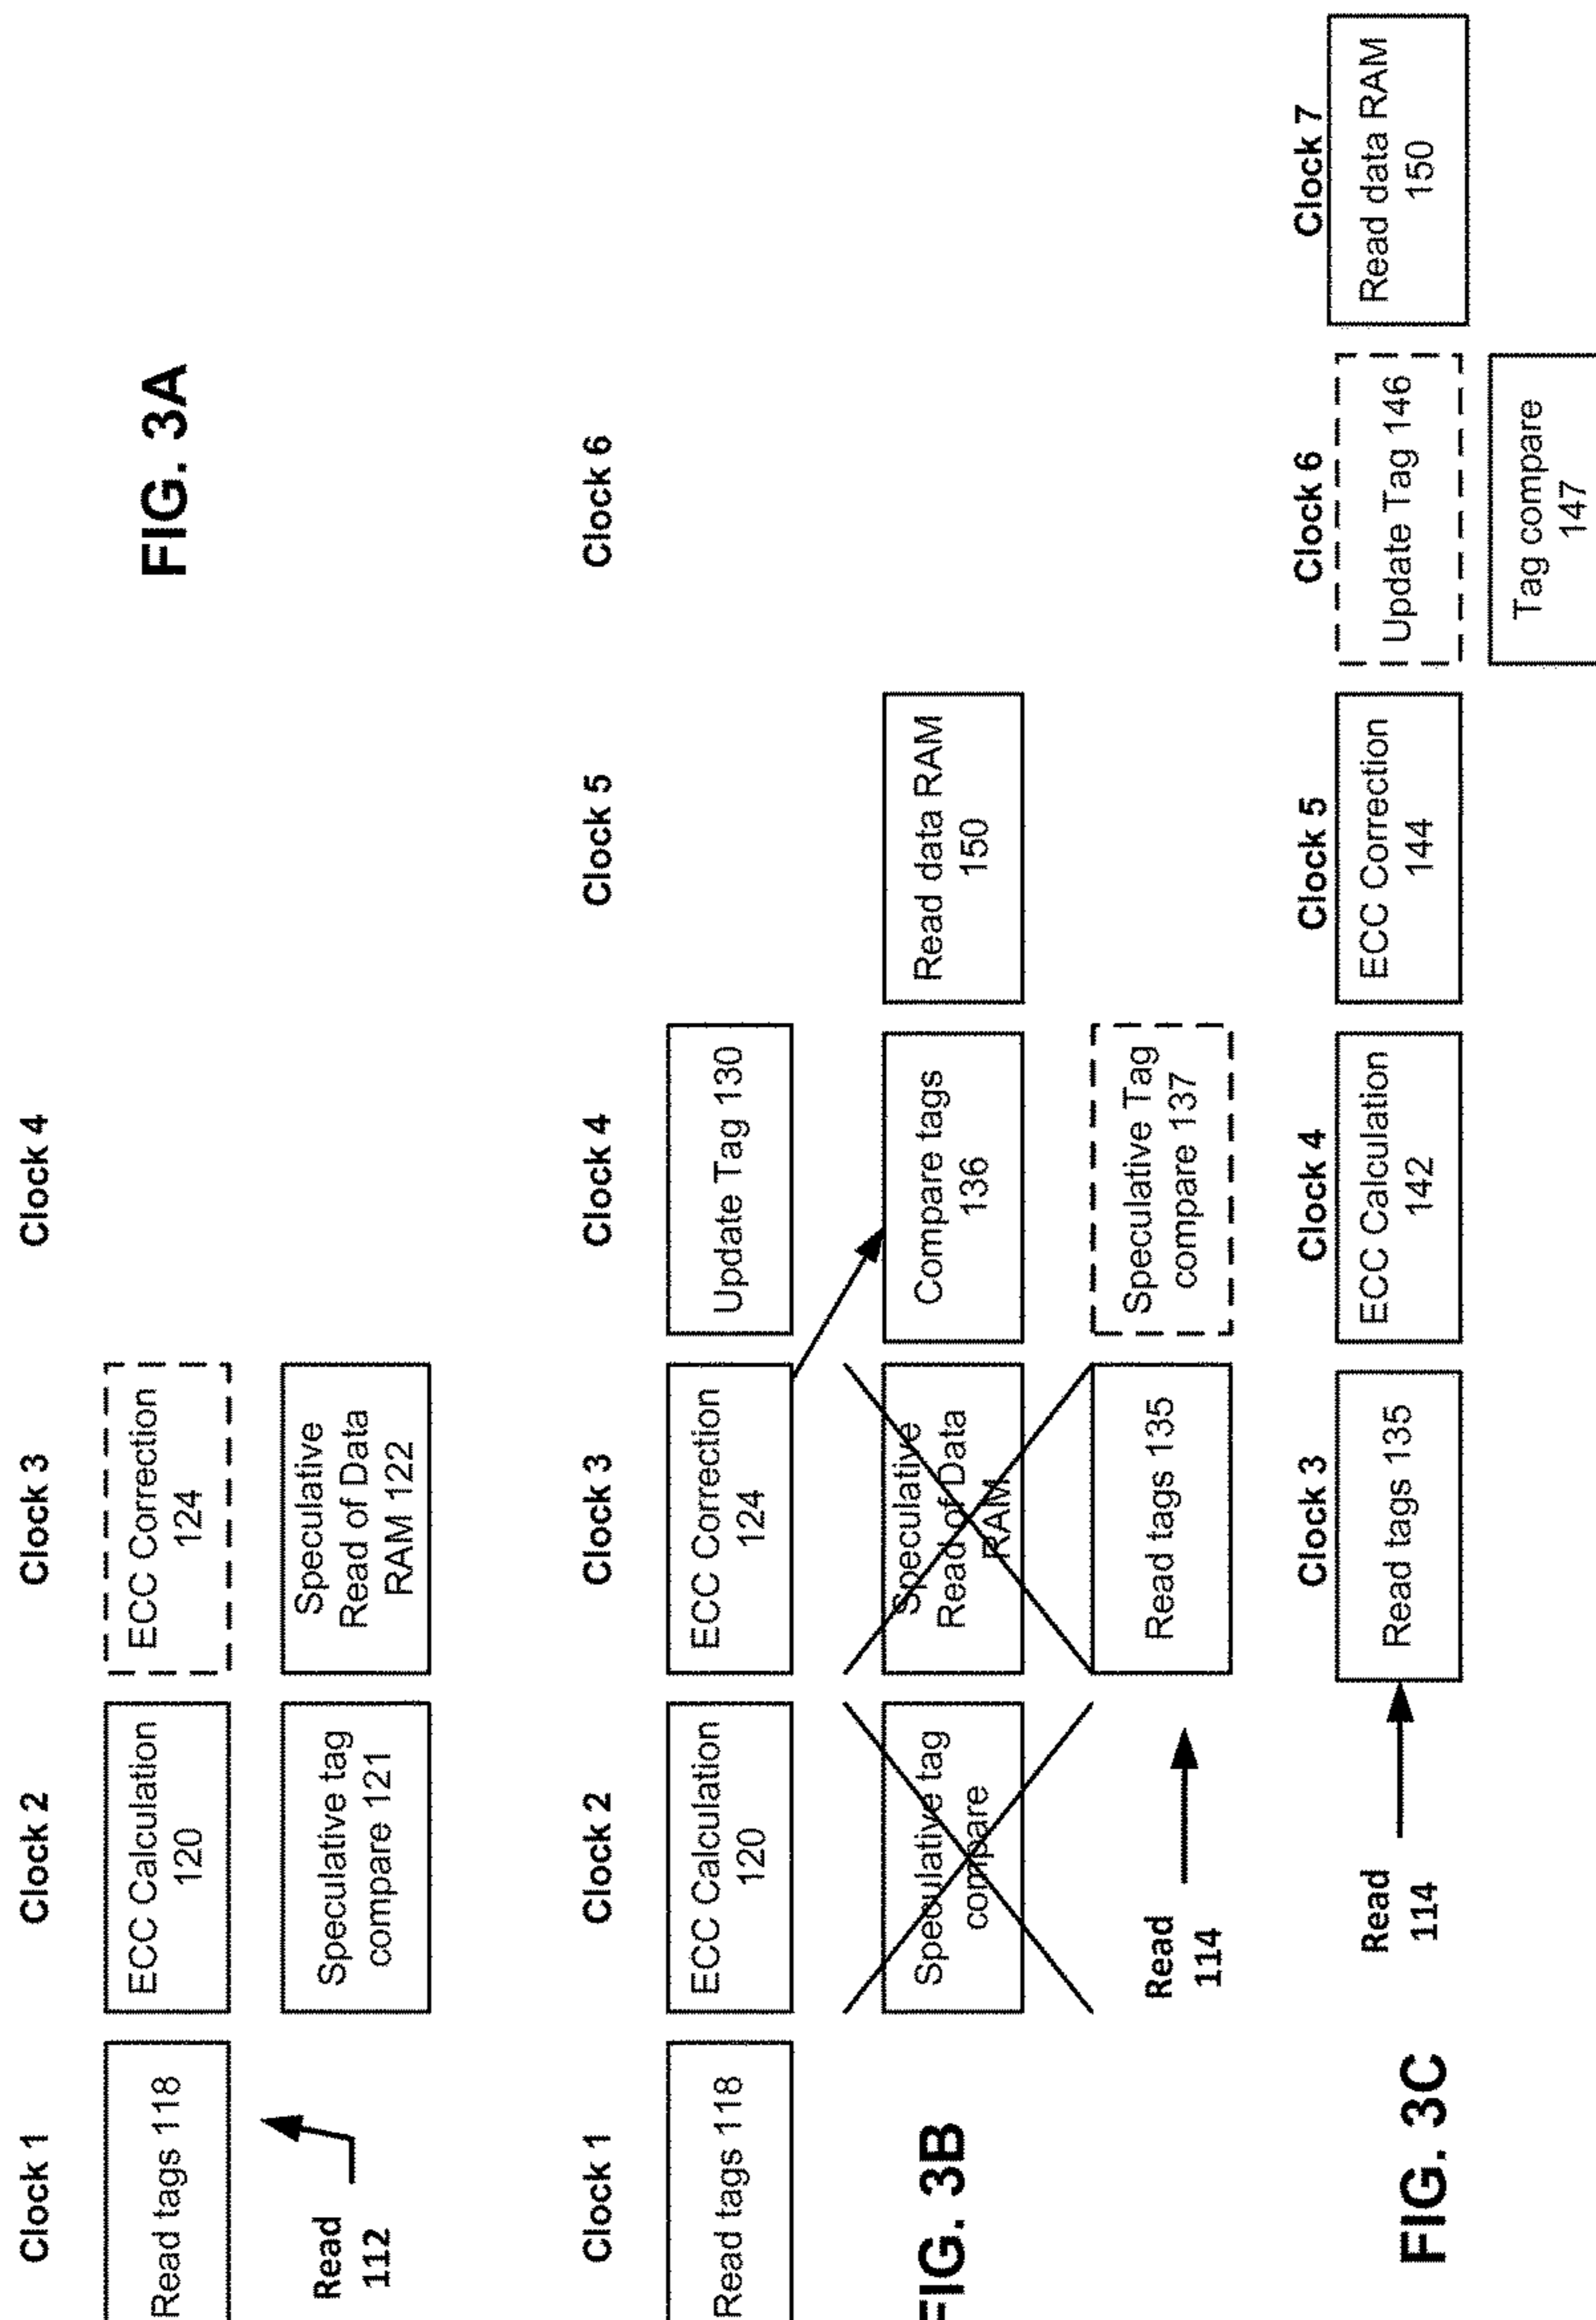 Clock 1
Clock 2
Clock 3
Clock 4
Read tags 118
ECC Calculation
120
ECC Correction
124
Speculative tag
compare 121
Speculative
Read of Data
RAM 122
Read
112
FIG. 3A
Clock 1
Clock 2
Clock 3
Clock 4
Clock 5
Clock 6
Read tags 118
ECC Calculation
120
ECC Correction
124
Update Tag 130
Speculative tag
compare
Speculative
Read of Data
RAM
Compare tags
136
Read data RAM
150
Read
114
Read tags 135
Speculative Tag
compare 137
FIG. 3B
Clock 3
Clock 4
Clock 5
Clock 6
Clock 7
Read
114
Read tags 135
ECC Calculation
142
ECC Correction
144
Update Tag 146
Read data RAM
150
Tag compare
147
FIG. 3C